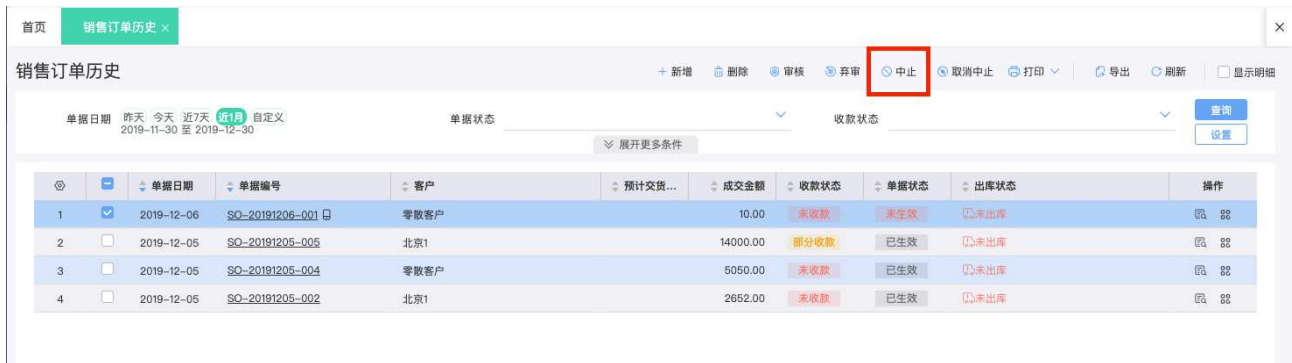 首页 销售订单历史 ×
销售订单历史 + 新增 删除 审核 弃审 中止 取消中止 打印 导出 刷新 显示明细
单据日期 昨天 今天 近7天 近1月 自定义 单据状态 收款状态 查询
2019-11-30 至 2019-12-30
展开更多条件 设置
单据日期 单据编号 客户 预计交货... 成交金额 收款状态 单据状态 出库状态 操作
1 2019-12-06 SO-20191206-001 零散客户 10.00 未收款 未生效 未出库
2 2019-12-05 SO-20191205-005 北京1 14000.00 部分收款 已生效 未出库
3 2019-12-05 SO-20191205-004 零散客户 5050.00 未收款 已生效 未出库
4 2019-12-05 SO-20191205-002 北京1 2652.00 未收款 已生效 未出库